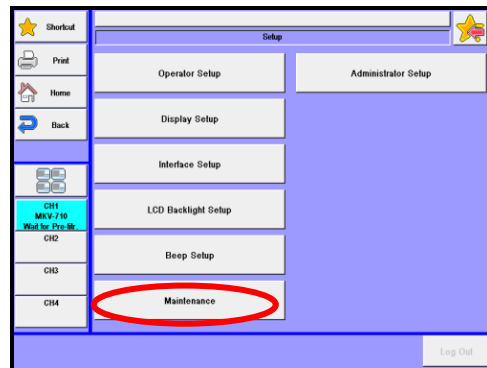 Shortcut
Setup
Print
Home
Back
Operator Setup
Administrator Setup
Display Setup
Interface Setup
LCD Backlight Setup
Beep Setup
Maintenance
CH1
MKV-710
Wait for Pre-titr.
CH2
CH3
CH4
Log Out